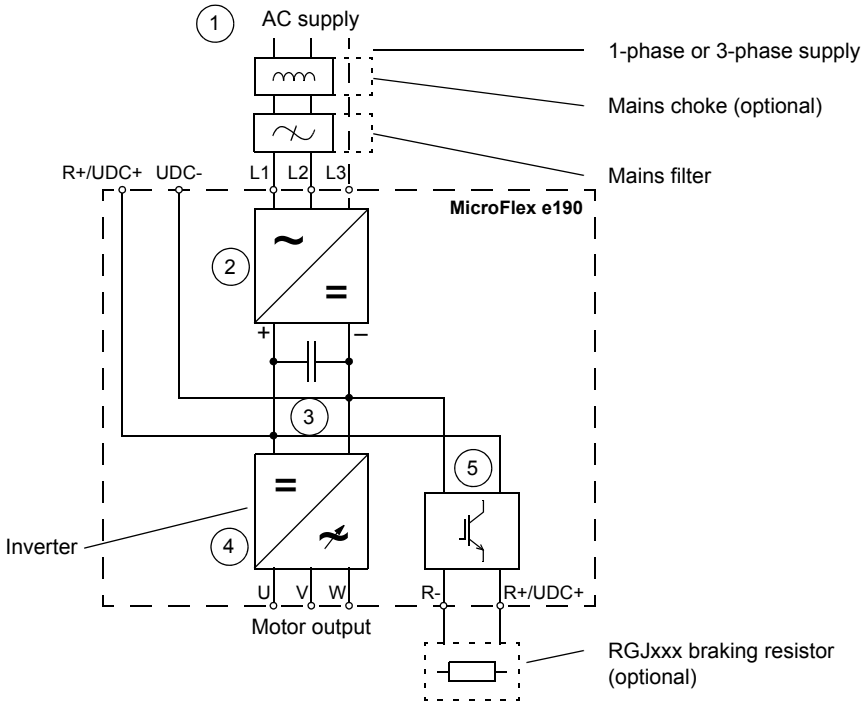 1
AC supply
1-phase or 3-phase supply
Mains choke (optional)
Mains filter
R+/UDC+ UDC- L1 L2 L3
MicroFlex e190
2
~
=
+ –
3
5
=
Inverter
4
U V W R- R+/UDC+
Motor output
RGJxxx braking resistor
(optional)